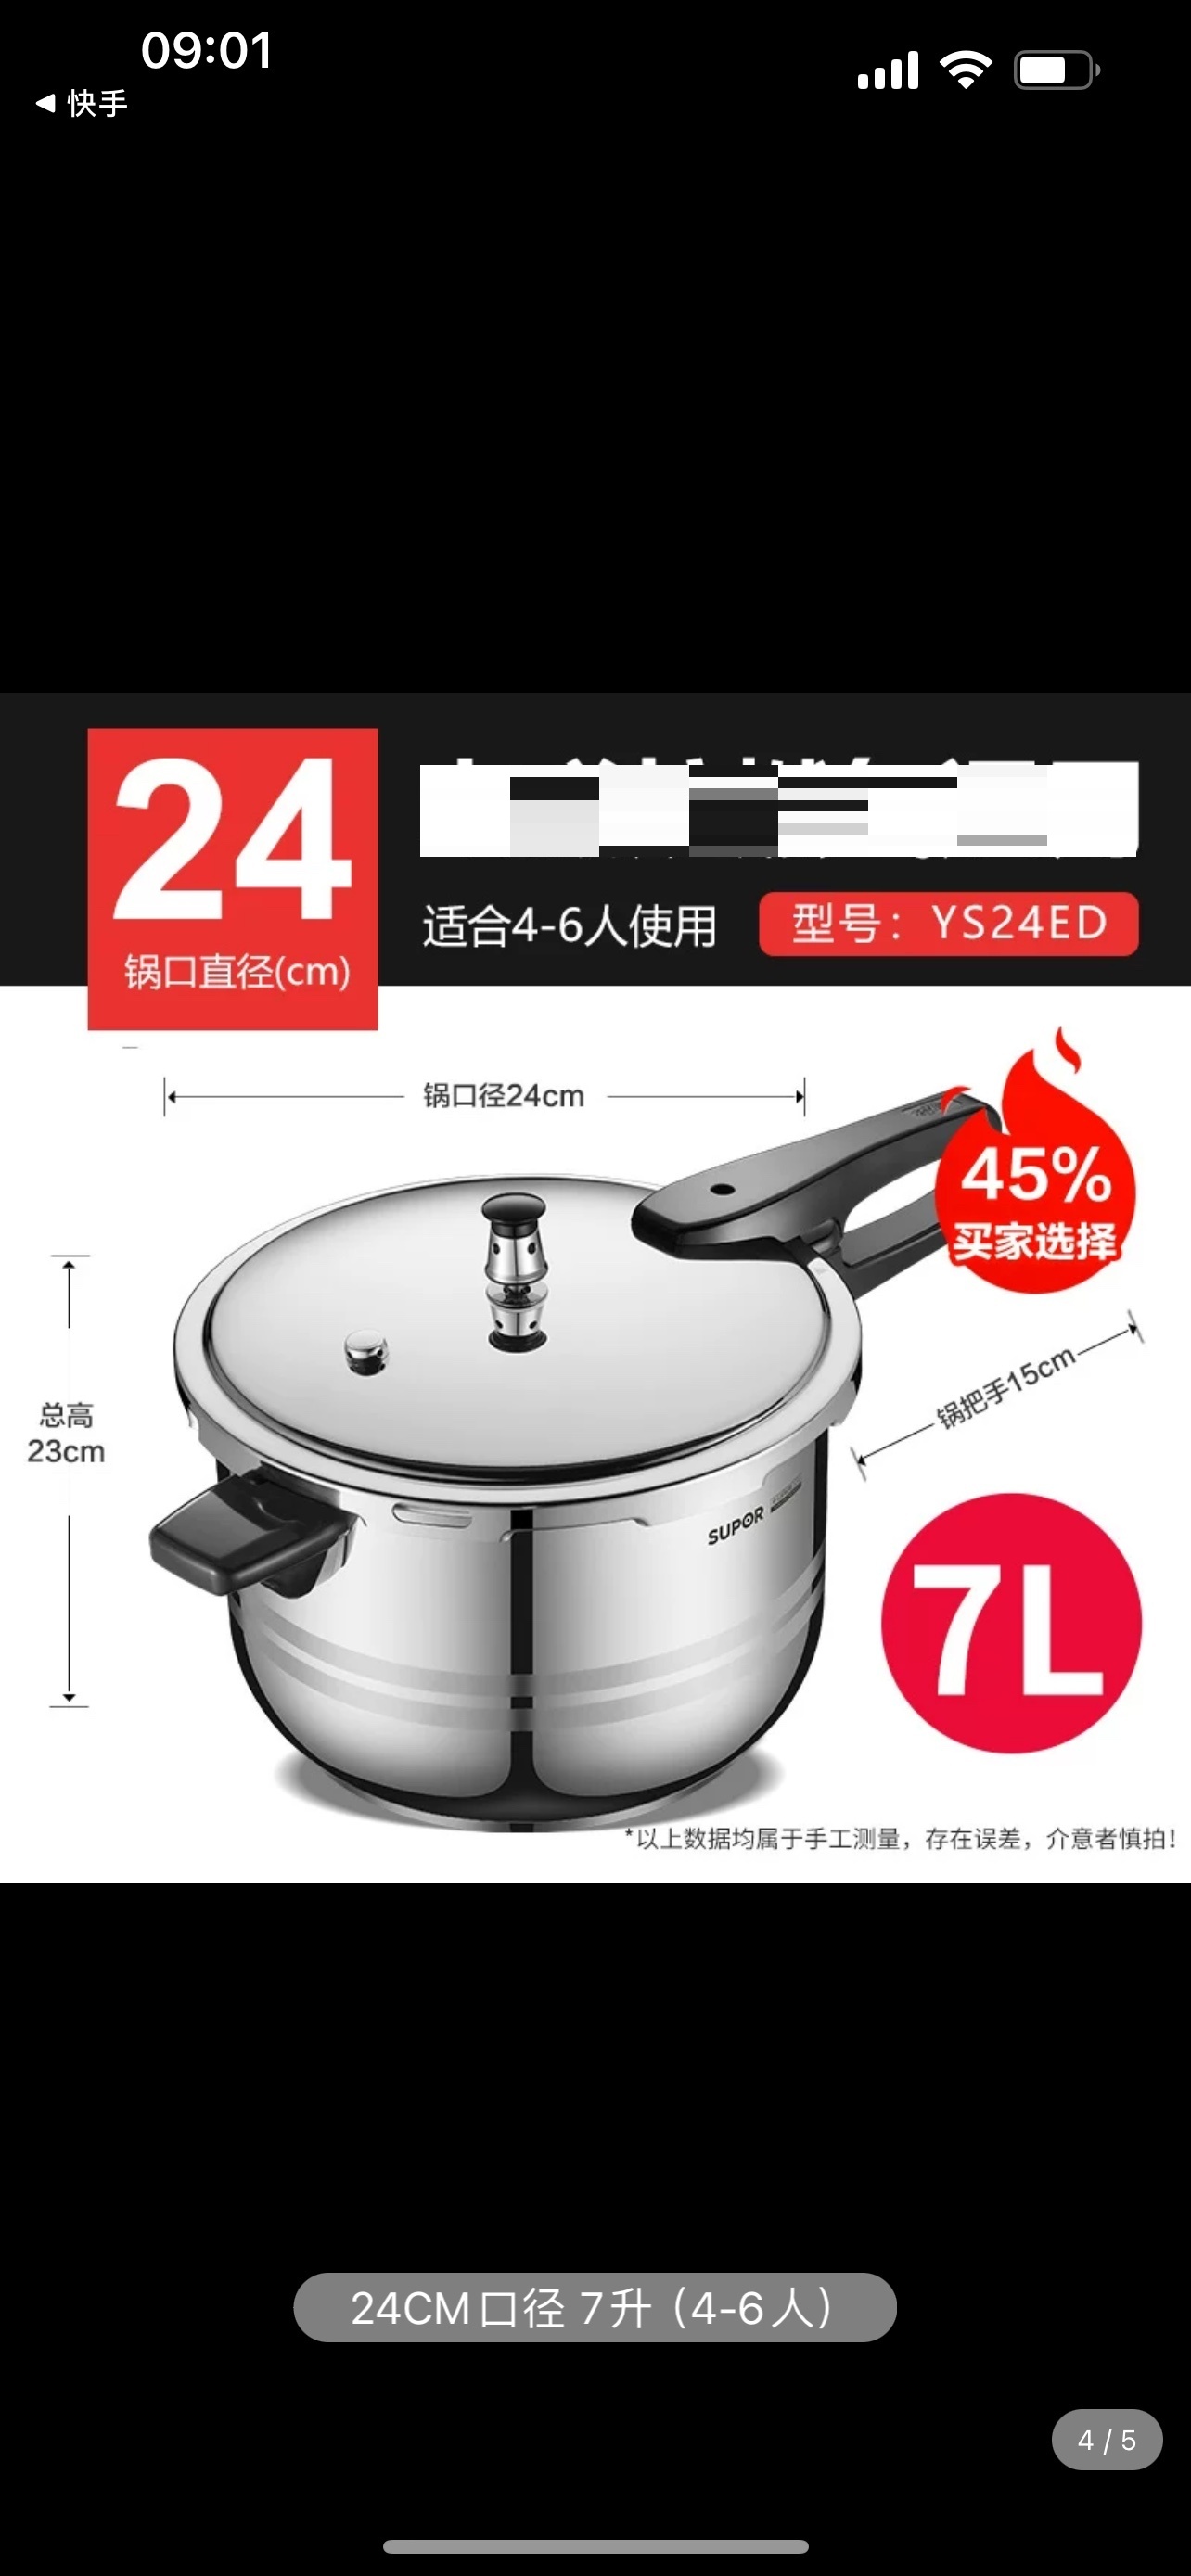 09:01
快手
24
锅口直径(cm)
适合4-6人使用
型号：YS24ED
锅口径24cm
45%
买家选择
锅把手15cm
总高
23cm
SUPOR
7L
*以上数据均属于手工测量，存在误差，介意者慎拍！
24CM口径 7升（4-6人）
4 / 5